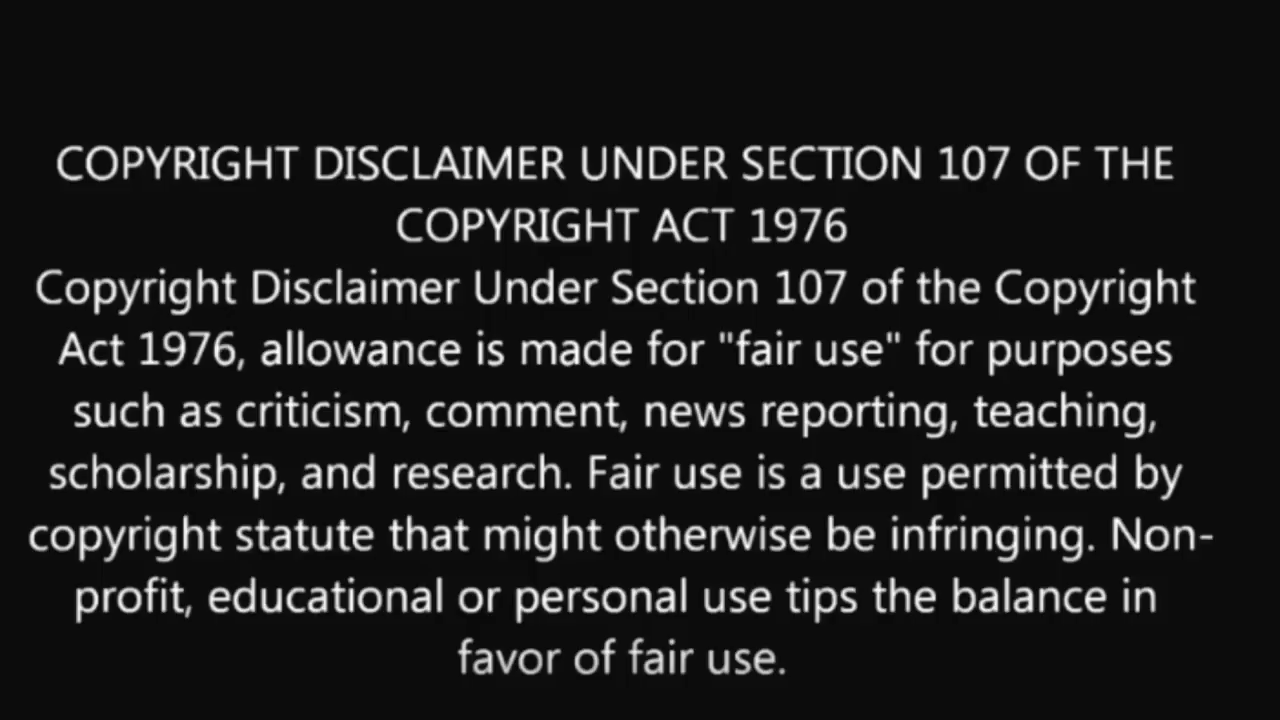 COPYRIGHT DISCLAIMER UNDER SECTION 107 OF THE
COPYRIGHT ACT 1976
Copyright Disclaimer Under Section 107 of the Copyright
Act 1976, allowance is made for "fair use" for purposes
such as criticism, comment, news reporting, teaching,
scholarship, and research. Fair use is a use permitted by
copyright statute that might otherwise be infringing. Non-
profit, educational or personal use tips the balance in
favor of fair use.